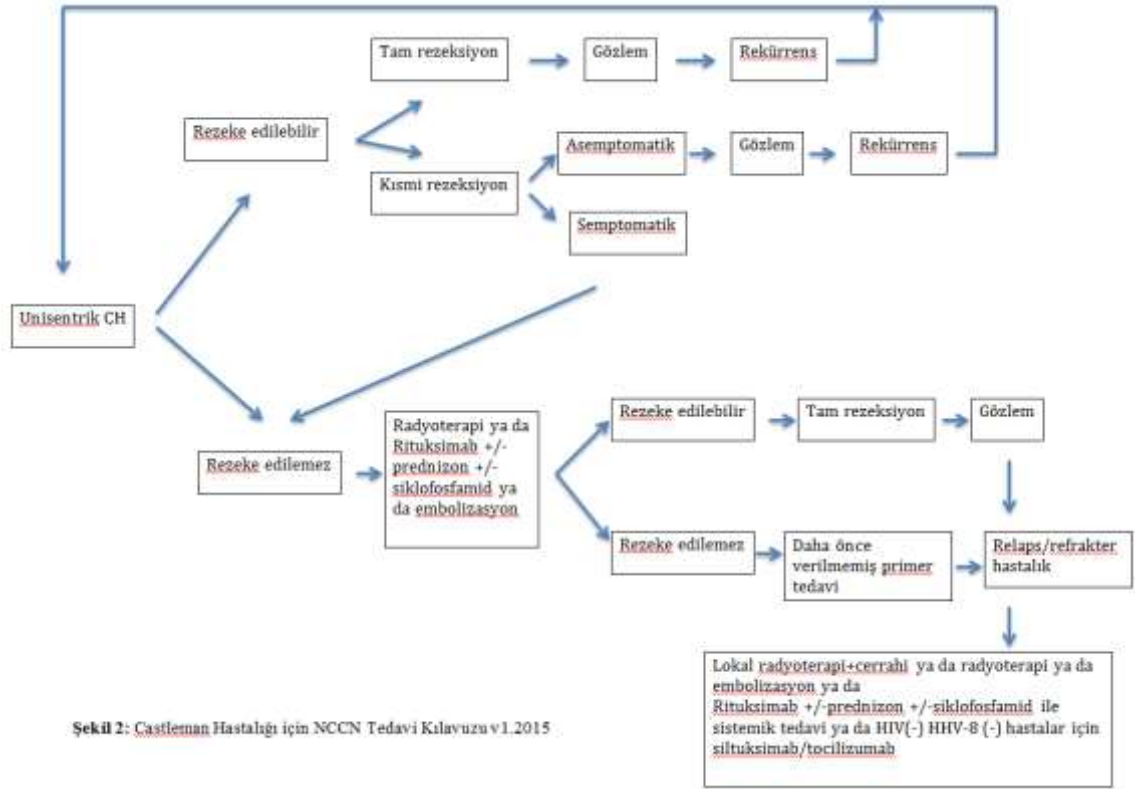 Tam rezeksiyon
Gözlem
Rekürrens
Rezeke edilebilir
Asemptomatik
Gözlem
Rekürrens
Kısmi rezeksiyon
Semptomatik
Unisentrik CH
Rezeke edilemez
Radyoterapi ya da
Rituksimab +/-
prednizon +/-
siklofosfamid ya
da embolizasyon
Rezeke edilebilir
Tam rezeksiyon
Gözlem
Rezeke edilemez
Daha önce
verilmemiş primer
tedavi
Relaps/refrakter
hastalık
Lokal radyoterapi+cerrahi ya da radyoterapi ya da
embolizasyon ya da
Rituksimab +/-prednizon +/-siklofosfamid ile
sistemik tedavi ya da HIV(-) HHV-8 (-) hastalar için
siltuksimab/tocilizumab
Şekil 2: Castleman Hastalığı için NCCN Tedavi Kılavuzu v1.2015